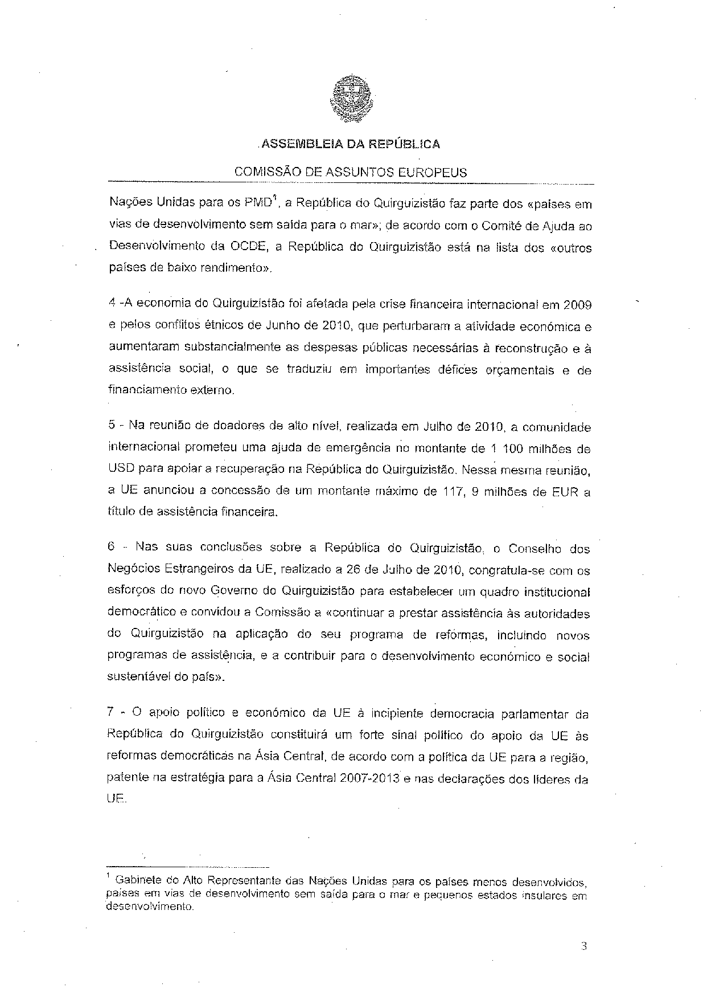 ASSEMBLEIA DA REPÚBLICA
COMISSÃO DE ASSUNTOS EUROPEUS
Nações Unidas para os PMD¹, a República do Quirguizistão faz parte dos «países em
vias de desenvolvimento sem saída para o mar»; de acordo com o Comité de Ajuda ao
Desenvolvimento da OCDE, a República do Quirguizistão está na lista dos «outros
países de baixo rendimento».
4 -A economia do Quirguizistão foi afetada pela crise financeira internacional em 2009
e pelos conflitos étnicos de Junho de 2010, que perturbaram a atividade económica e
aumentaram substancialmente as despesas públicas necessárias à reconstrução e à
assistência social, o que se traduziu em importantes défices orçamentais e de
financiamento externo.
5 - Na reunião de doadores de alto nível, realizada em Julho de 2010, a comunidade
internacional prometeu uma ajuda de emergência no montante de 1 100 milhões de
USD para apoiar a recuperação na República do Quirguizistão. Nessa mesma reunião,
a UE anunciou a concessão de um montante máximo de 117, 9 milhões de EUR a
título de assistência financeira.
6 - Nas suas conclusões sobre a República do Quirguizistão, o Conselho dos
Negócios Estrangeiros da UE, realizado a 26 de Julho de 2010, congratula-se com os
esforços do novo Governo do Quirguizistão para estabelecer um quadro institucional
democrático e convidou a Comissão a «continuar a prestar assistência às autoridades
do Quirguizistão na aplicação do seu programa de reformas, incluindo novos
programas de assistência, e a contribuir para o desenvolvimento económico e social
sustentável do país».
7 - O apoio político e económico da UE à incipiente democracia parlamentar da
República do Quirguizistão constituirá um forte sinal político do apoio da UE às
reformas democráticas na Ásia Central, de acordo com a política da UE para a região,
patente na estratégia para a Ásia Central 2007-2013 e nas declarações dos líderes da
UE.
¹ Gabinete do Alto Representante das Nações Unidas para os países menos desenvolvidos,
países em vias de desenvolvimento sem saída para o mar e pequenos estados insulares em
desenvolvimento.
3